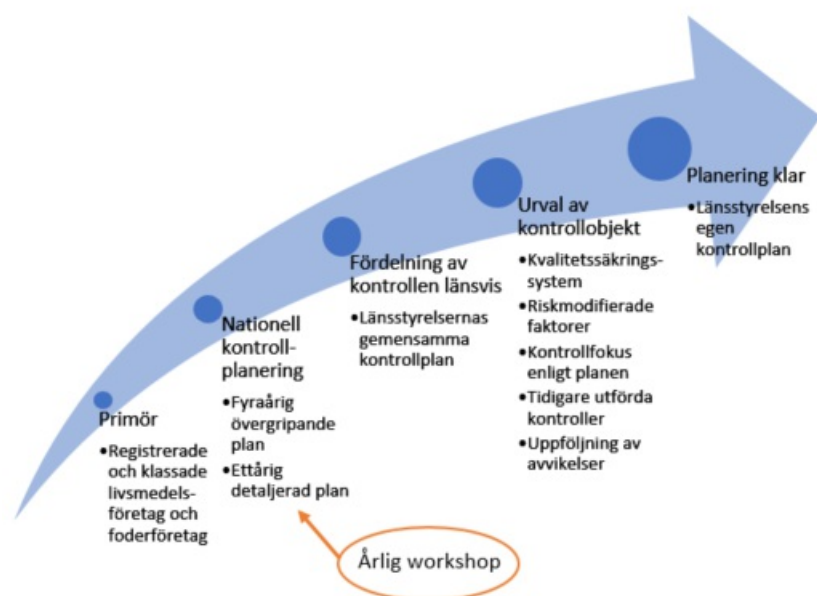 Primör
•Registrerade
och klassade
livsmedels-
företag och
foderföretag
Nationell
kontroll-
planering
•Fyraårig
övergripande
plan
•Ettårig
detaljerad plan
Fördelning av
kontrollen länsvis
•Länsstyrelsernas
gemensamma
kontrollplan
Urval av
kontrollobjekt
•Kvalitetssäkrings-
system
•Riskmodifierade
faktorer
•Kontrollfokus
enligt planen
•Tidigare utförda
kontroller
•Uppföljning av
avvikelser
Planering klar
•Länsstyrelsens
egen
kontrollplan
Årlig workshop